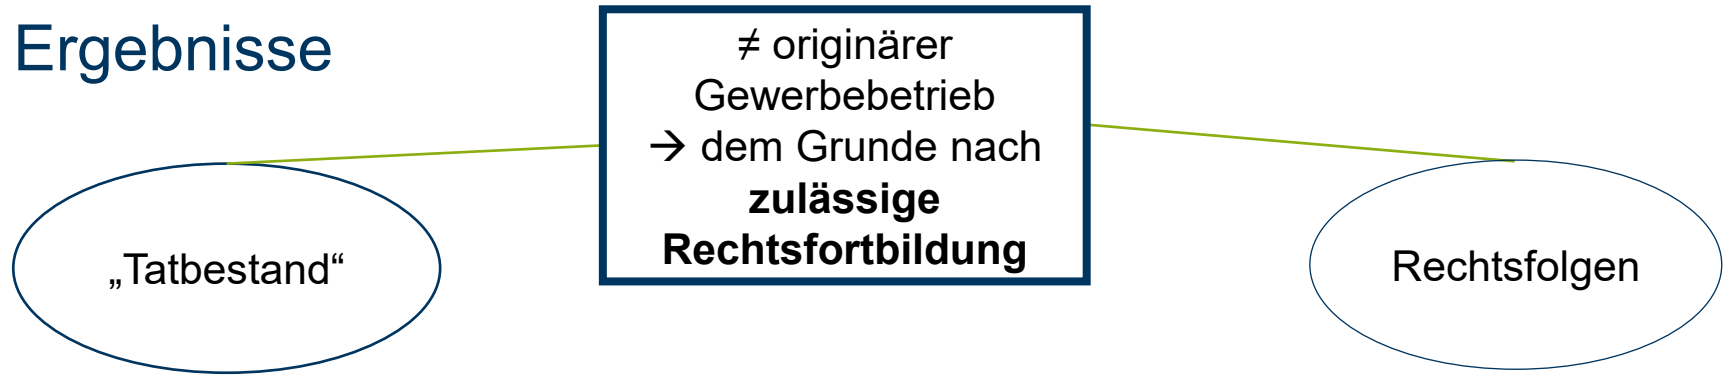 Ergebnisse
≠ originärer
Gewerbebetrieb
→ dem Grunde nach
zulässige
Rechtsfortbildung
„Tatbestand“
Rechtsfolgen